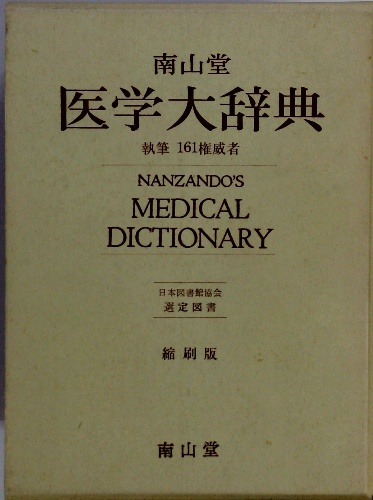 南山堂
医学大辞典
執筆 161権威者
NANZANDO'S
MEDICAL
DICTIONARY
日本図書館協会
選定図書
縮刷版
南山堂